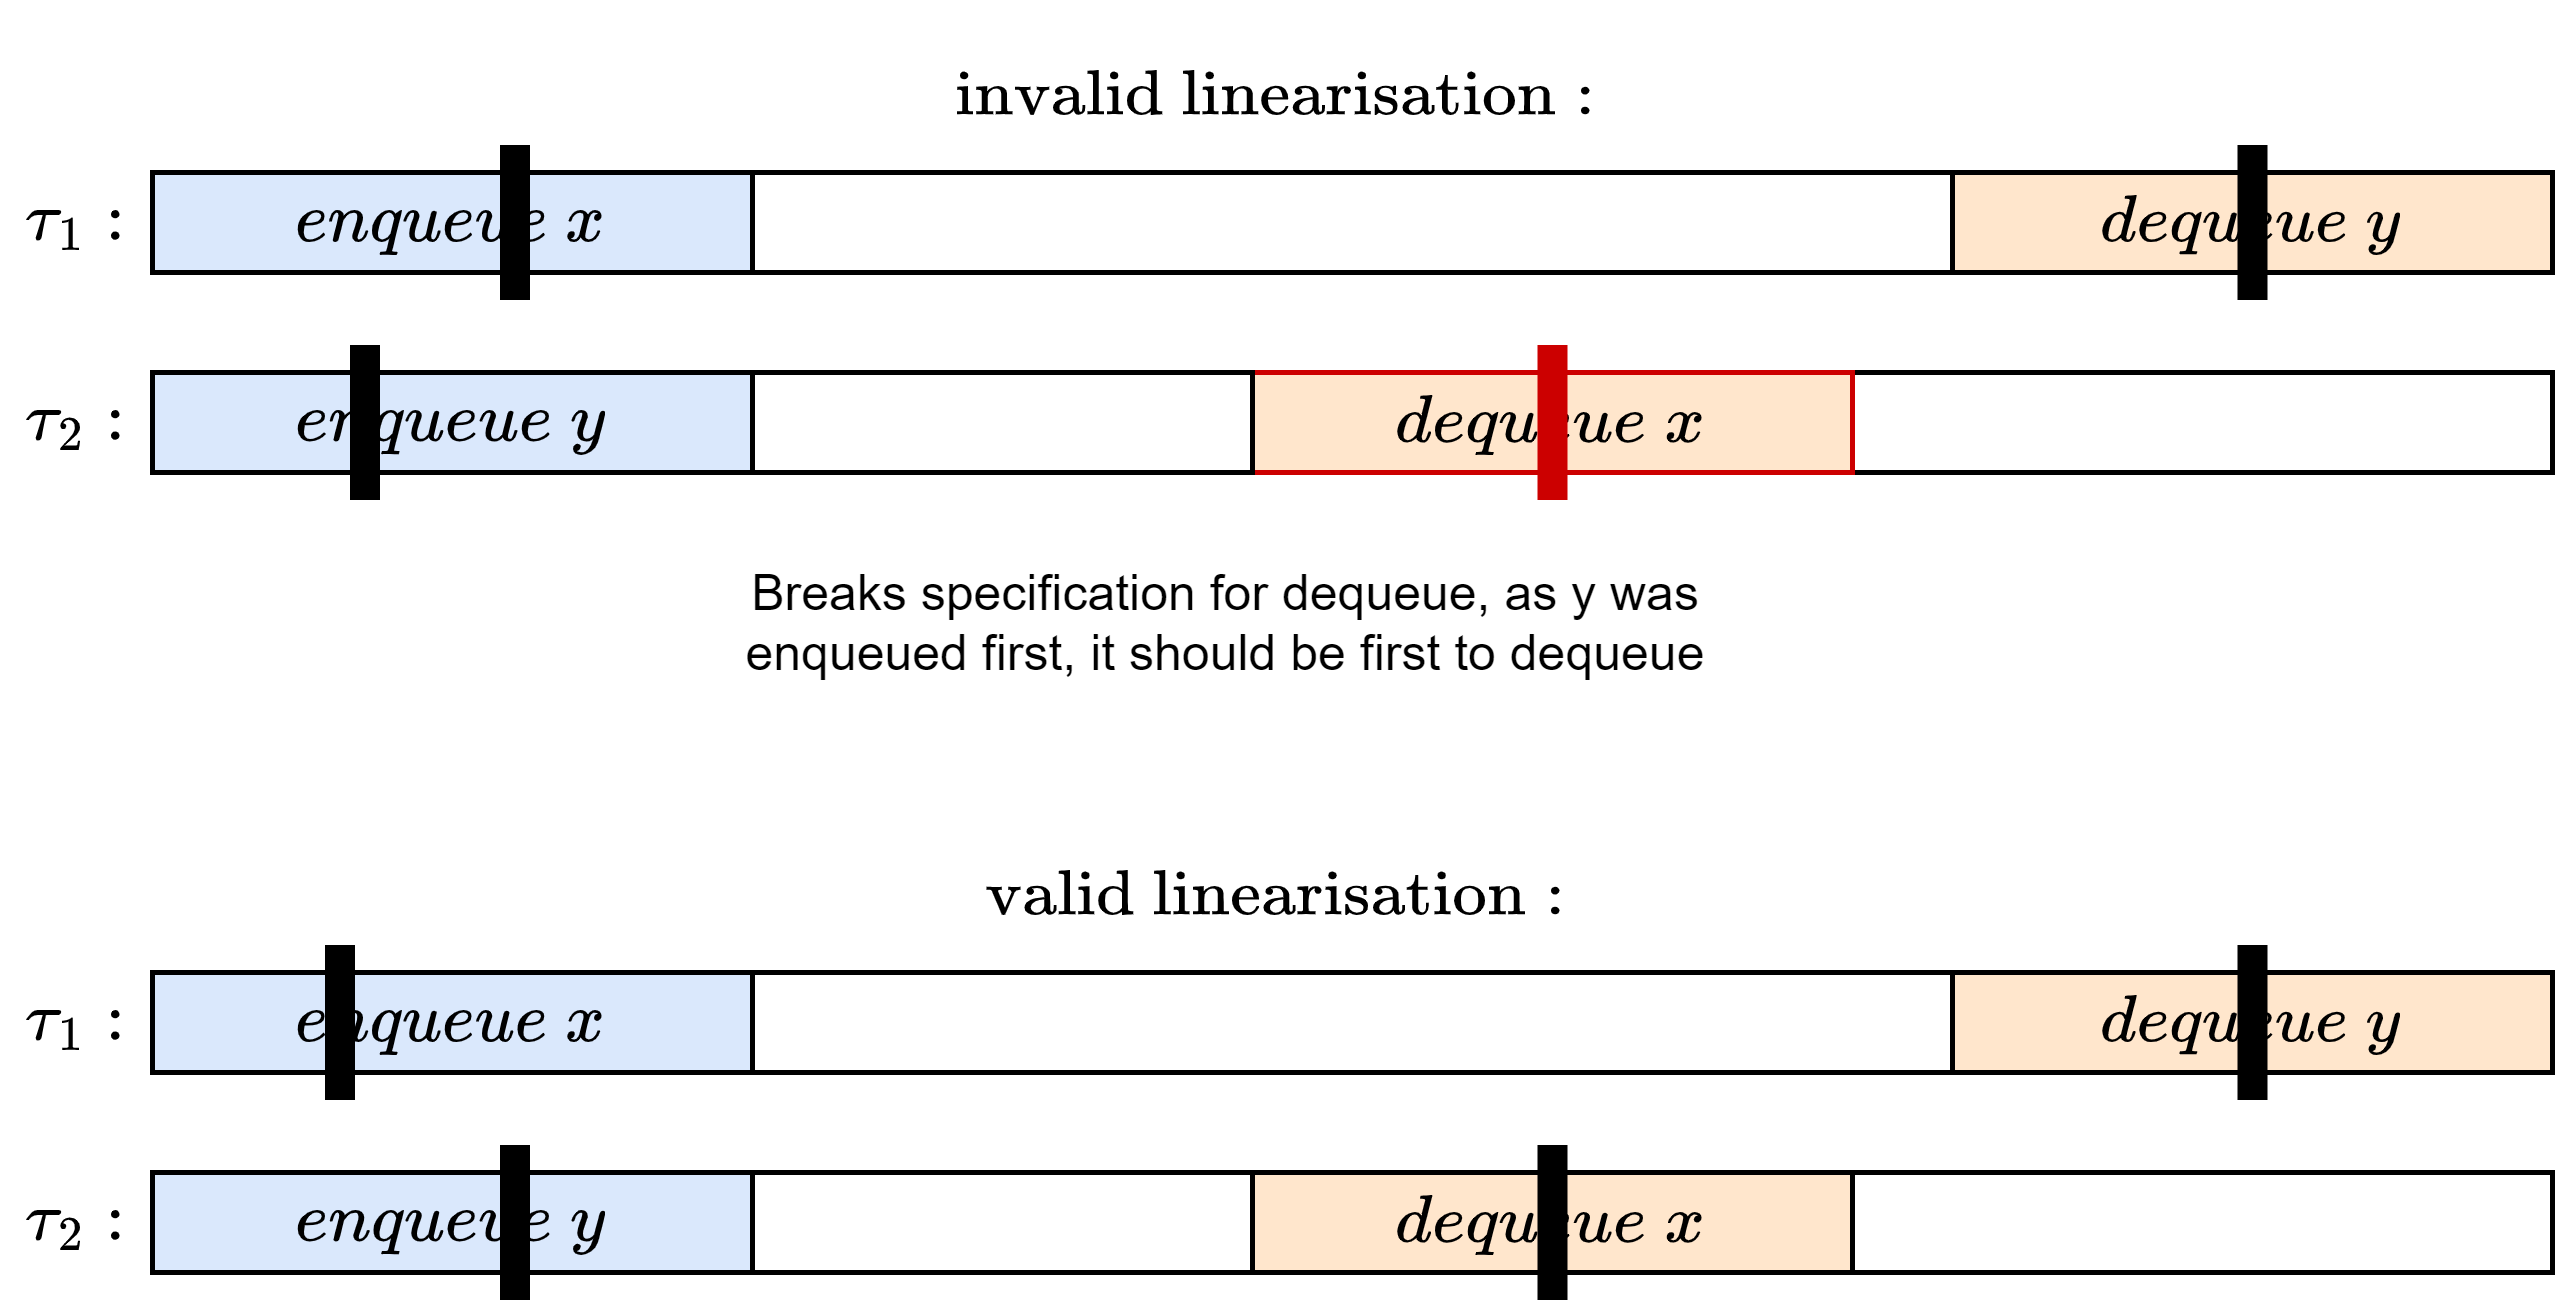 invalid linearisation :
τ₁ : enqueue x dequeue y
τ₂ : enqueue y dequeue x
Breaks specification for dequeue, as y was
enqueued first, it should be first to dequeue
valid linearisation :
τ₁ : enqueue x dequeue y
τ₂ : enqueue y dequeue x